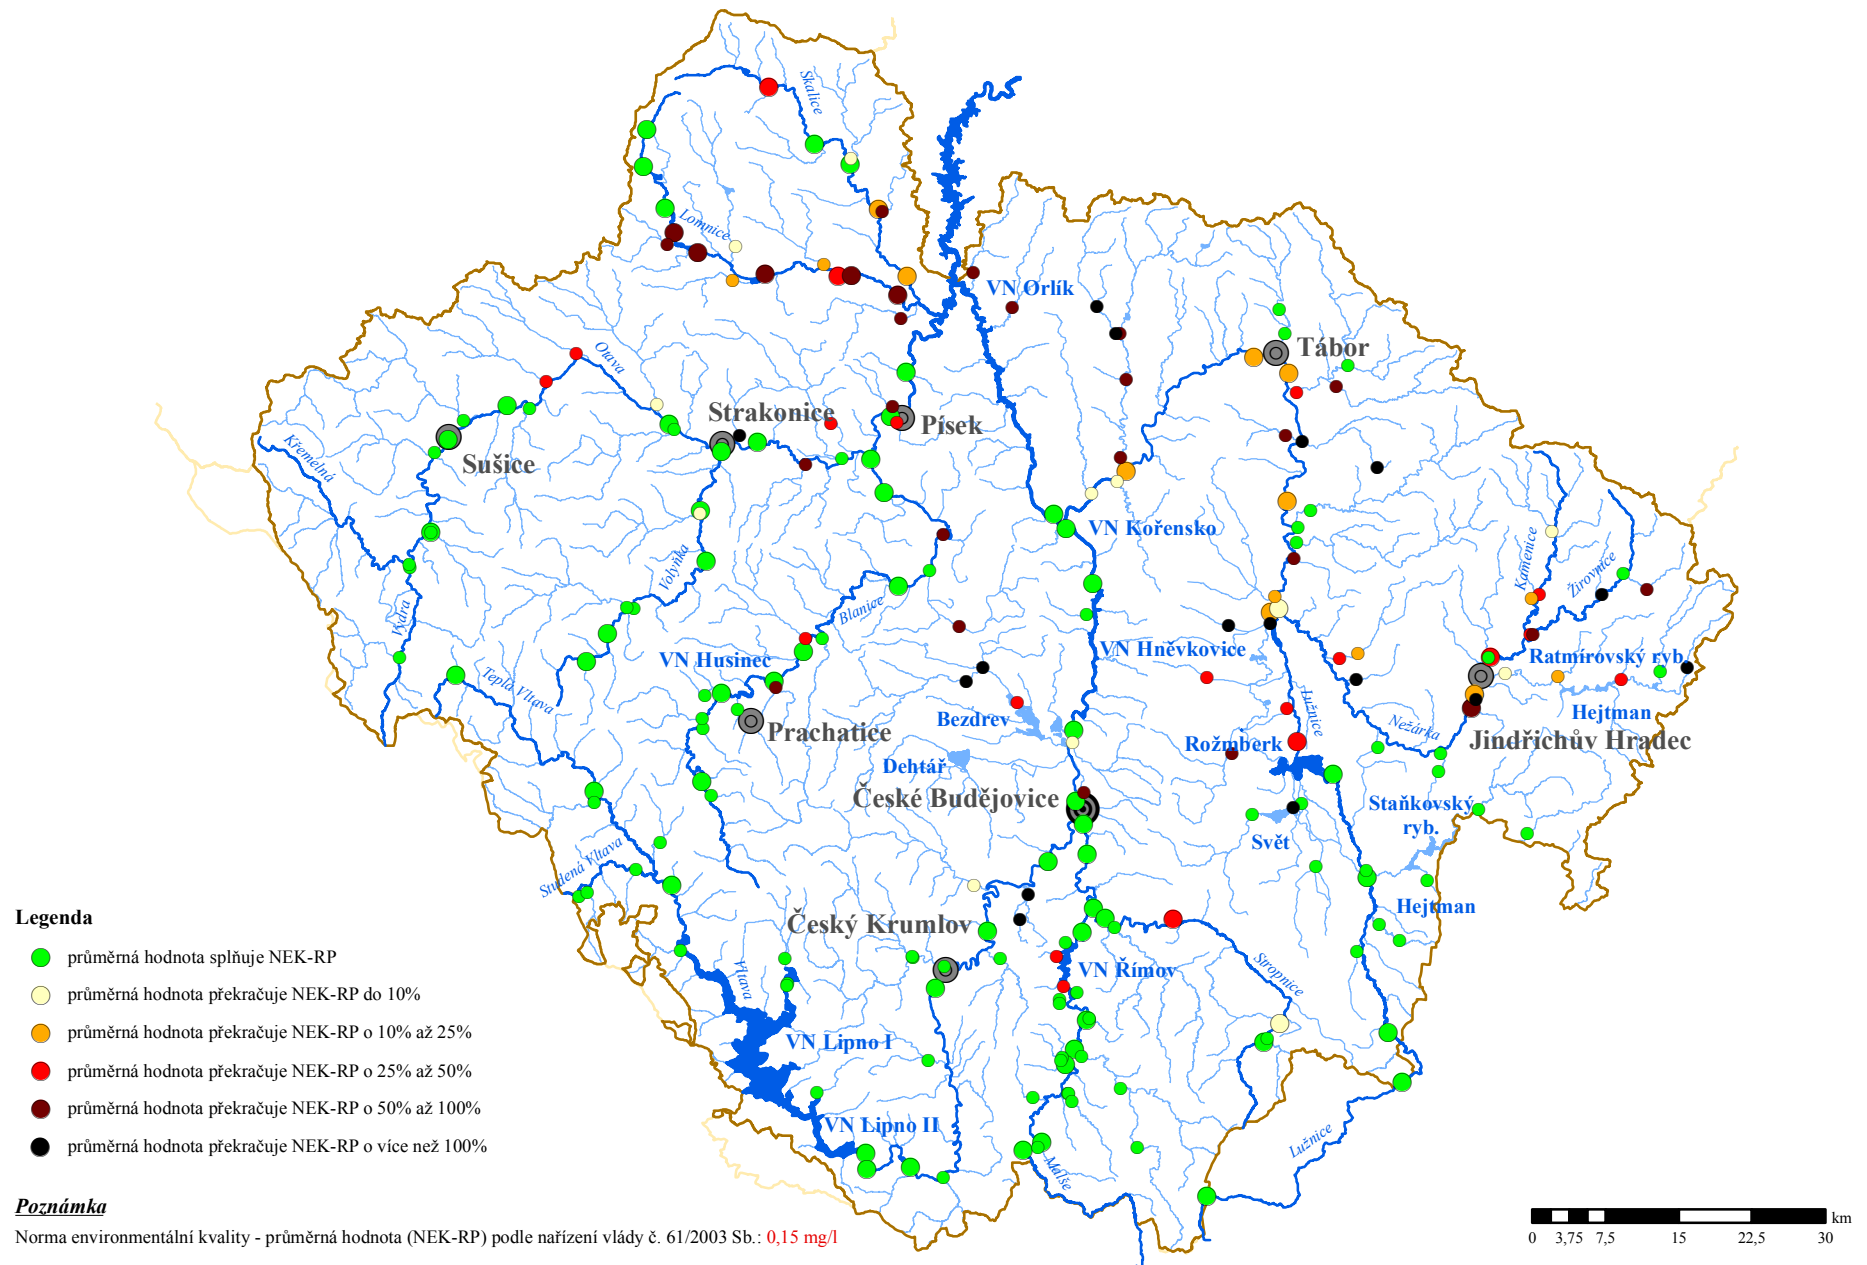 Skalice
Lomnice
VN Orlík
Tábor
Otava
Strakonice
Písek
Sušice
Křemelná
VN Kořensko
Kamenice
Žirovnice
Volyňka
Blanice
Vydra
VN Husinec
VN Hněvkovice
Ratmírovský ryb.
Teplá Vltava
Bezdrev
Lužnice
Hejtman
Prachatice
Nežárka
Jindřichův Hradec
Rožmberk
Dehtář
České Budějovice
Staňkovský
ryb.
Svět
Studená Vltava
Hejtman
Český Krumlov
VN Římov
Stropnice
Vltava
VN Lipno I
VN Lipno II
Malše
Lužnice
Legenda
průměrná hodnota splňuje NEK-RP
průměrná hodnota překračuje NEK-RP do 10%
průměrná hodnota překračuje NEK-RP o 10% až 25%
průměrná hodnota překračuje NEK-RP o 25% až 50%
průměrná hodnota překračuje NEK-RP o 50% až 100%
průměrná hodnota překračuje NEK-RP o více než 100%
Poznámka
Norma environmentální kvality - průměrná hodnota (NEK-RP) podle nařízení vlády č. 61/2003 Sb.: 0,15 mg/l
km
0 3,75 7,5 15 22,5 30